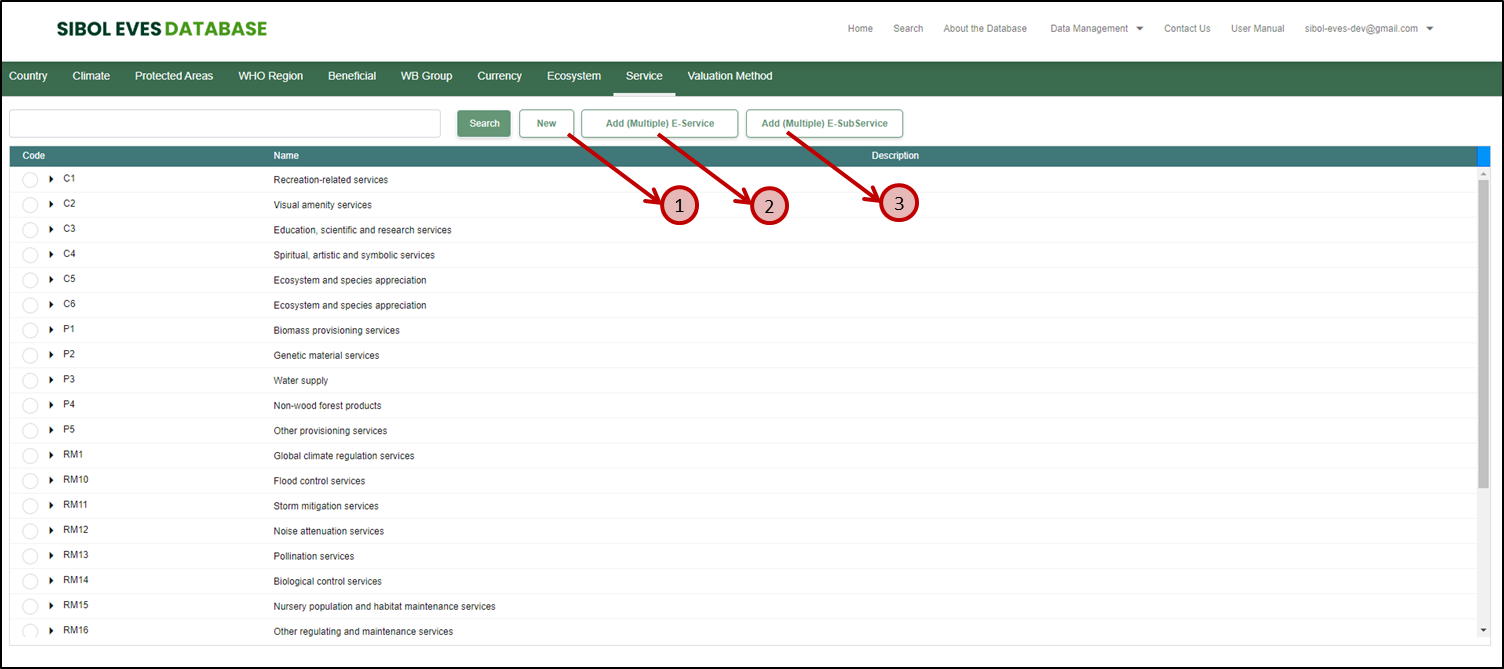 SIBOL EVES DATABASE
Home Search About the Database Data Management Contact Us User Manual sibol-eves-dev@gmail.com
Country Climate Protected Areas WHO Region Beneficial WB Group Currency Ecosystem Service Valuation Method
Search New Add (Multiple) E-Service Add (Multiple) E-SubService
Code Name Description
C1 Recreation-related services
1 2 3
C2 Visual amenity services
C3 Education, scientific and research services
C4 Spiritual, artistic and symbolic services
C5 Ecosystem and species appreciation
C6 Ecosystem and species appreciation
P1 Biomass provisioning services
P2 Genetic material services
P3 Water supply
P4 Non-wood forest products
P5 Other provisioning services
RM1 Global climate regulation services
RM10 Flood control services
RM11 Storm mitigation services
RM12 Noise attenuation services
RM13 Pollination services
RM14 Biological control services
RM15 Nursery population and habitat maintenance services
RM16 Other regulating and maintenance services